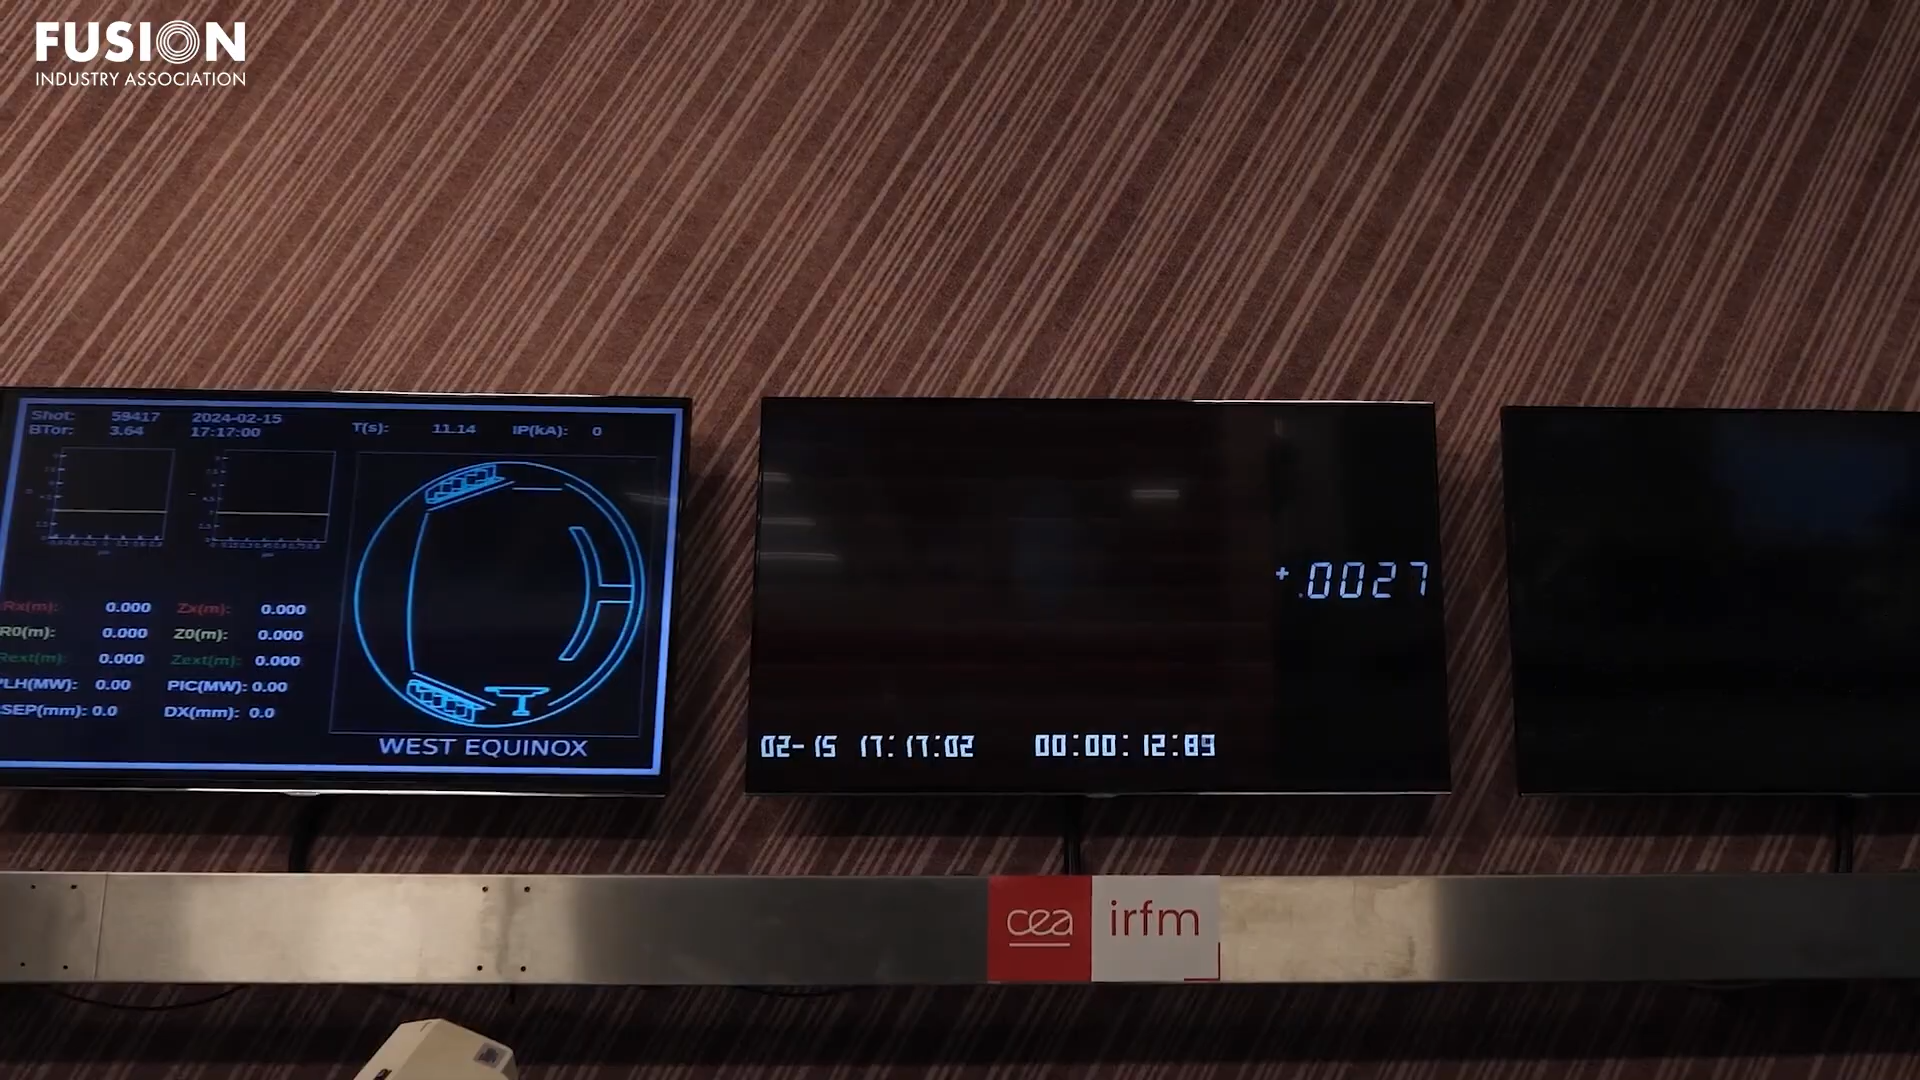 FUSION
INDUSTRY ASSOCIATION
Shot: 59417 2024-02-15
BTor: 3.64 17:17:00 T(s): 11.14 IP(kA): 0
Rx(m): 0.000 Zx(m): 0.000
R0(m): 0.000 Z0(m): 0.000
Rext(m): 0.000 Zext(m): 0.000
PLH(MW): 0.00 PIC(MW): 0.00
SEP(mm): 0.0 DX(mm): 0.0
WEST EQUINOX
+.0027
02-15 17:17:02 00:00:12:89
cea irfm